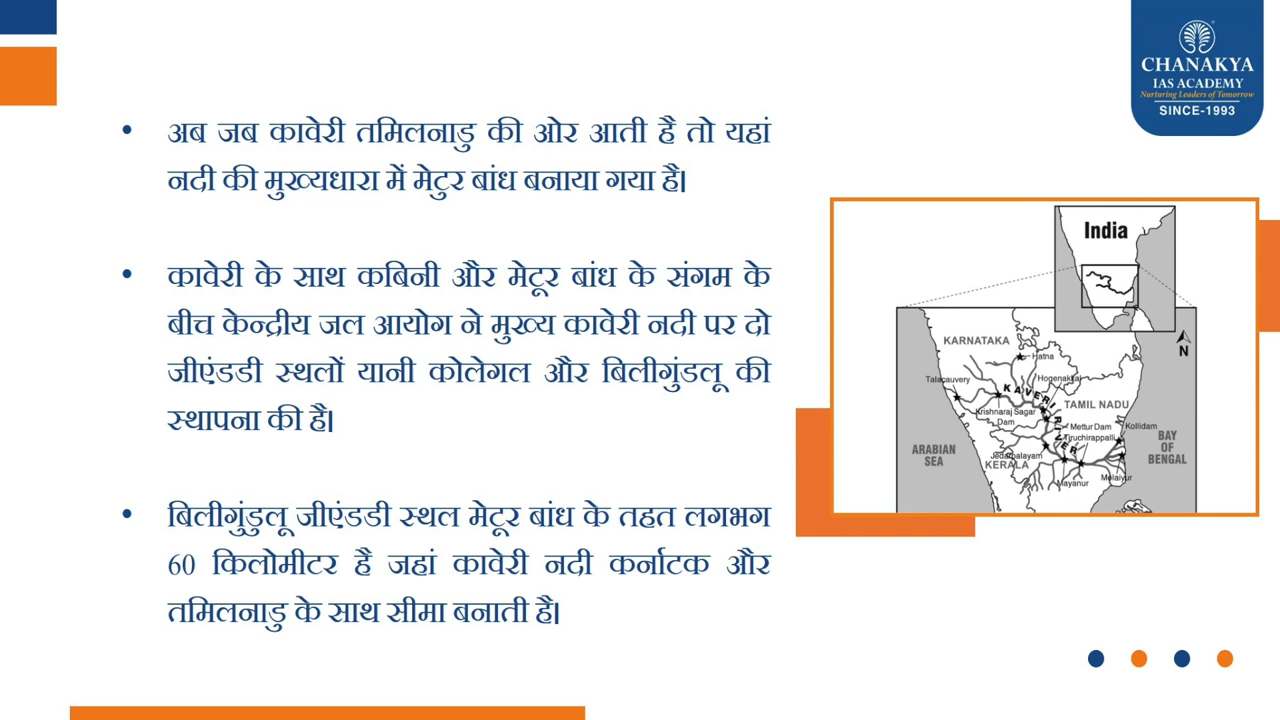 CHANAKYA
IAS ACADEMY
Nurturing Leaders of Tomorrow
SINCE-1993
• अब जब कावेरी तमिलनाडु की ओर आती है तो यहां
नदी की मुख्यधारा में मेटुर बांध बनाया गया है।
• कावेरी के साथ कबिनी और मेटूर बांध के संगम के
बीच केन्द्रीय जल आयोग ने मुख्य कावेरी नदी पर दो
जीएंडडी स्थलों यानी कोलेगल और बिलीगुंडलू की
स्थापना की है।
• बिलीगुंडुलू जीएंडडी स्थल मेटूर बांध के तहत लगभग
60 किलोमीटर है जहां कावेरी नदी कर्नाटक और
तमिलनाडु के साथ सीमा बनाती है।
India
N
KARNATAKA
Hatna
Talacauvery
Hogenakkal
KAVERI RIVER
Krishnaraj Sagar
Dam
TAMIL NADU
Mettur Dam
Kollidam
Tiruchirappalli
ARABIAN
SEA
BAY
OF
BENGAL
Jedarpalayam
KERALA
Mayanur
Melaiyur